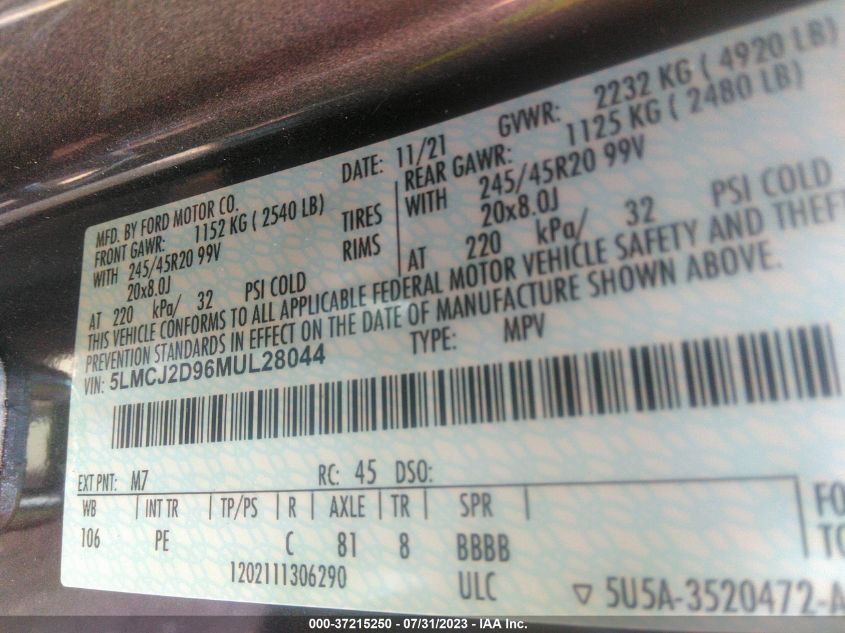 MFD. BY FORD MOTOR CO.
DATE: 11/21
GVWR: 2232 KG ( 4920 LB)
FRONT GAWR: 1152 KG ( 2540 LB)
REAR GAWR: 1125 KG ( 2480 LB)
WITH 245/45R20 99V
TIRES
WITH 245/45R20 99V
20x8.0J
RIMS
20x8.0J
AT 220 kPa/ 32 PSI COLD
AT 220 kPa/ 32 PSI COLD
THIS VEHICLE CONFORMS TO ALL APPLICABLE FEDERAL MOTOR VEHICLE SAFETY AND THEFT
PREVENTION STANDARDS IN EFFECT ON THE DATE OF MANUFACTURE SHOWN ABOVE.
VIN: 5LMCJ2D96MUL28044
TYPE: MPV
EXT PNT: M7 RC: 45 DSO:
WB | INT TR | TP/PS | R | AXLE | TR | SPR
106 PE C 81 8 BBBB
1202111306290 ULC
FO
TO
5U5A-3520472-A
000-37215250 - 07/31/2023 - IAA Inc.